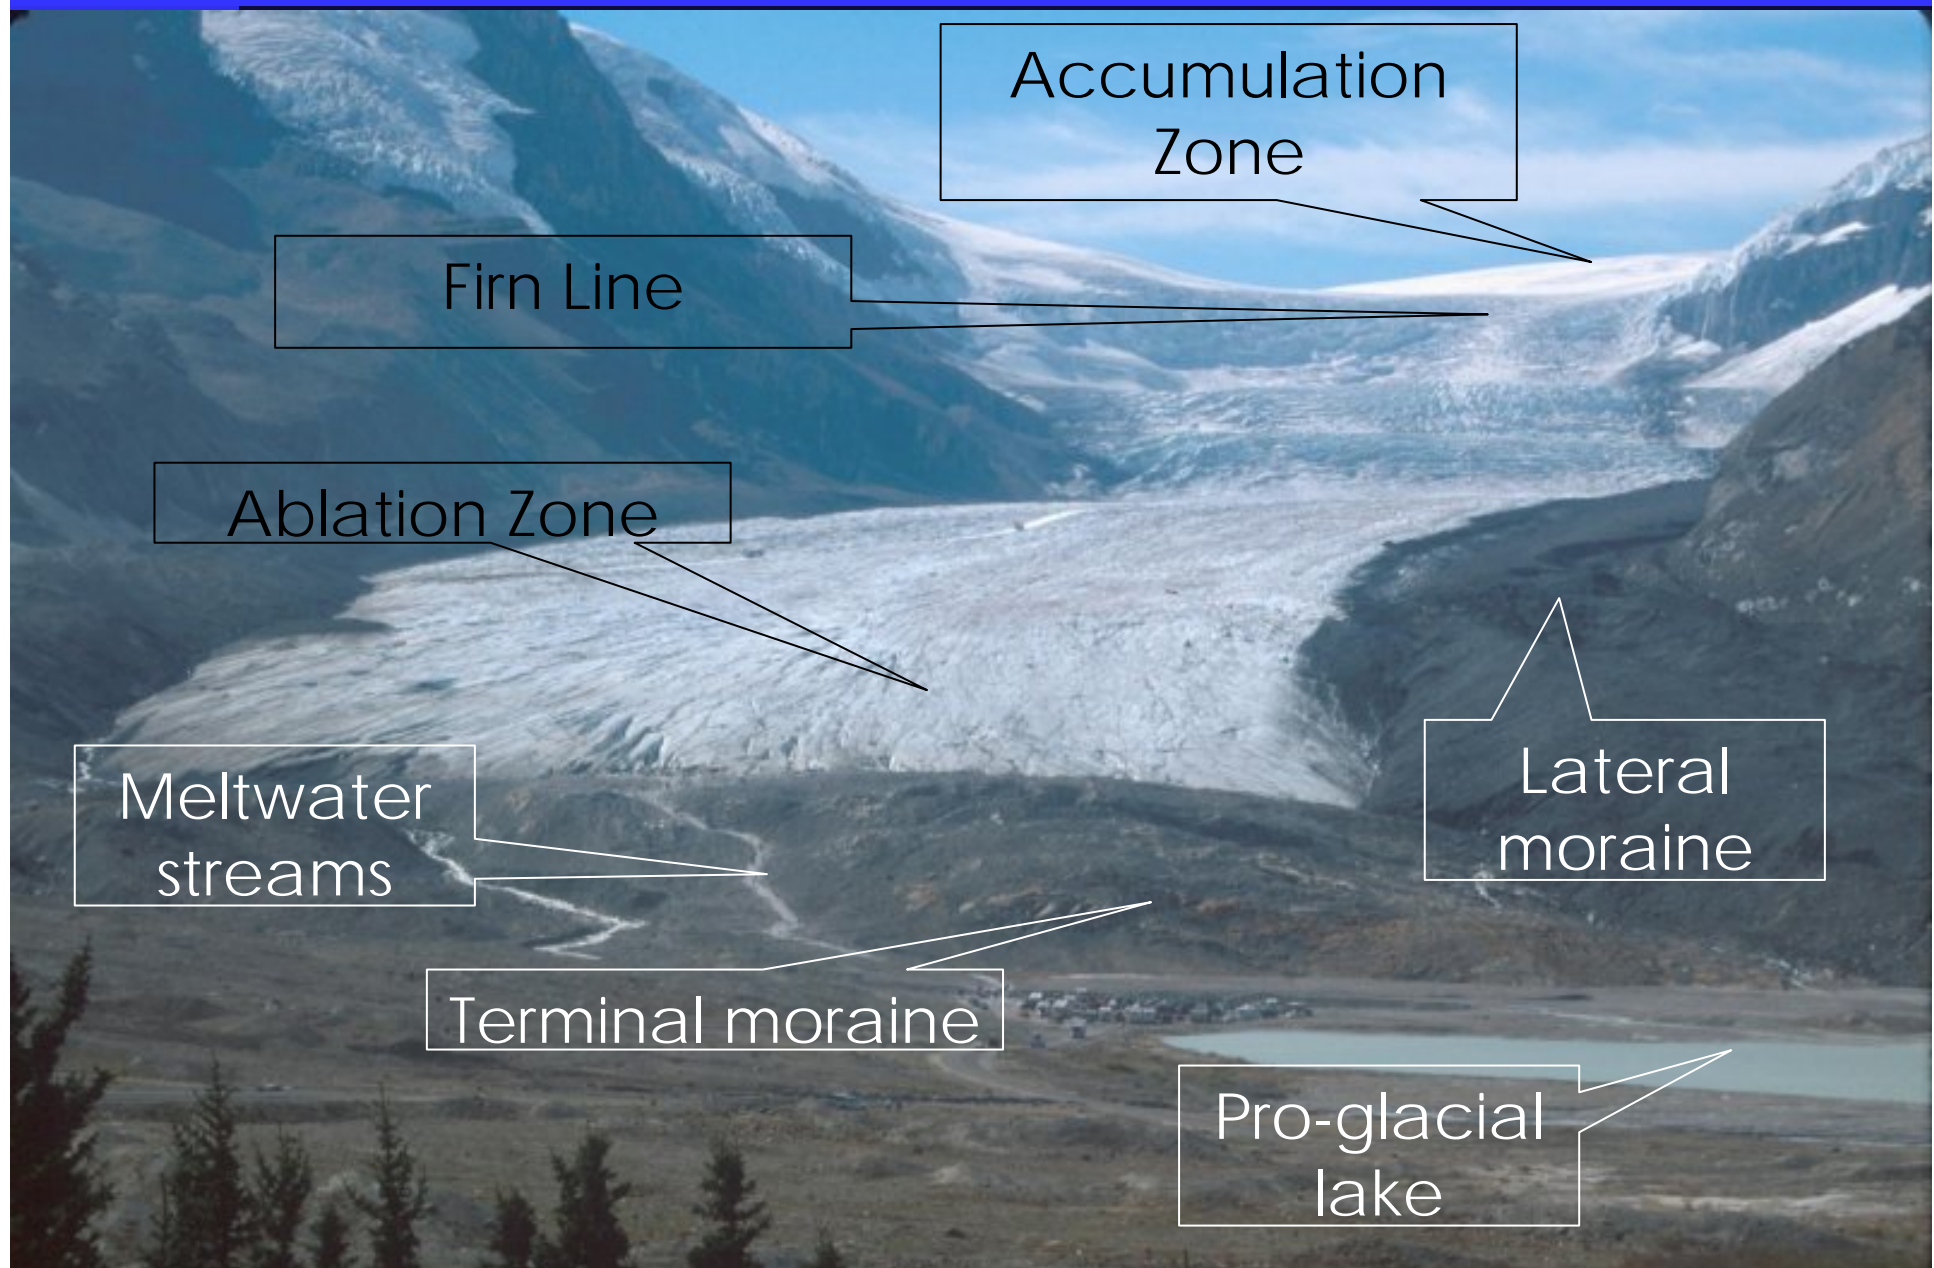 Accumulation
Zone
Firn Line
Ablation Zone
Meltwater
streams
Lateral
moraine
Terminal moraine
Pro-glacial
lake